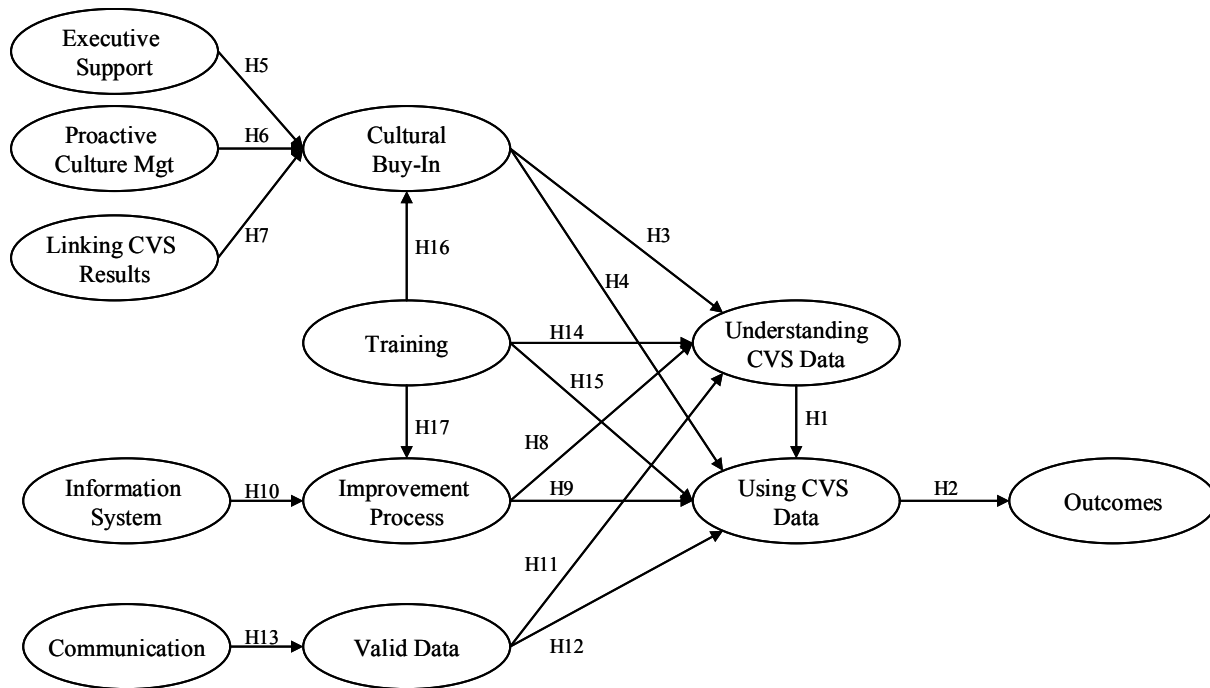 Executive
Support
H5
Proactive
Culture Mgt
H6
Cultural
Buy-In
Linking CVS
Results
H7
H16
H3
H4
Training
H14
Understanding
CVS Data
H15
H17
H8
H1
Information
System
H10
Improvement
Process
H9
Using CVS
Data
H2
Outcomes
H11
Communication
H13
Valid Data
H12